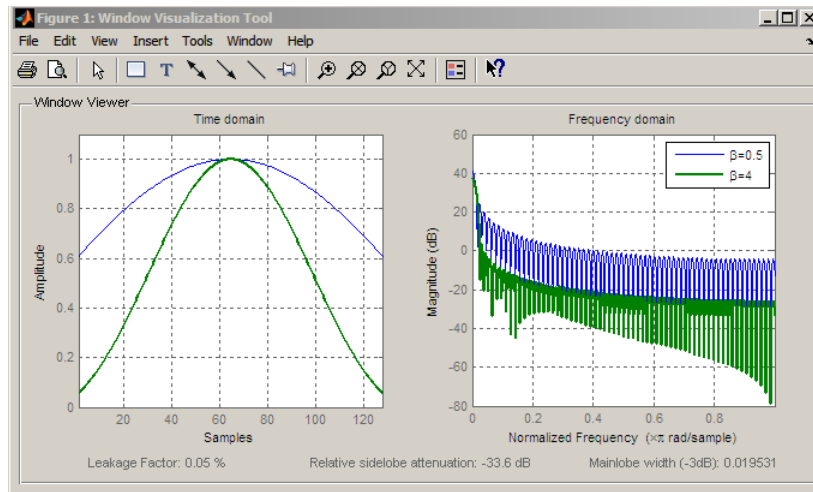 Figure 1: Window Visualization Tool
File Edit View Insert Tools Window Help
T
?
Window Viewer
Time domain
Frequency domain
1
0.8
0.6
0.4
0.2
0
Amplitude
20 40 60 80 100 120
Samples
60
40
20
0
-20
-40
-60
-80
Magnitude (dB)
β=0.5
β=4
0 0.2 0.4 0.6 0.8
Normalized Frequency (×π rad/sample)
Leakage Factor: 0.05 % Relative sidelobe attenuation: -33.6 dB Mainlobe width (-3dB): 0.019531